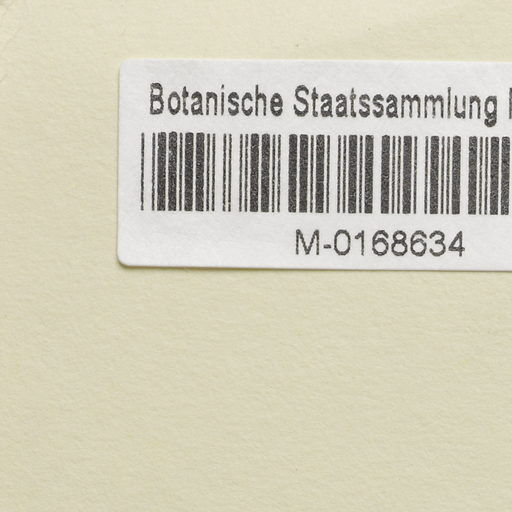 Botanische Staatssammlung
M-0168634